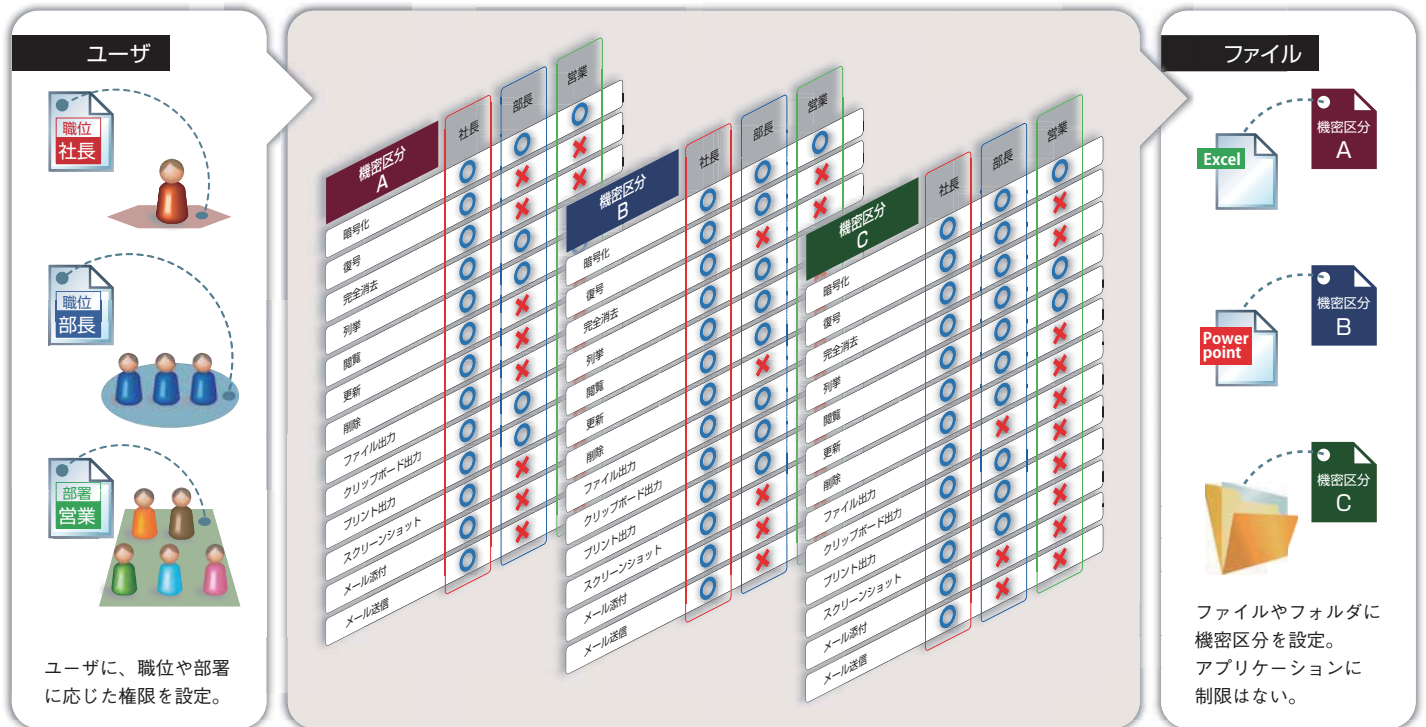 ユーザ
職位
社長
職位
部長
部署
営業
ユーザに、職位や部署
に応じた権限を設定。
機密区分
A
社長
部長
営業
暗号化
復号
完全消去
列挙
閲覧
更新
削除
ファイル出力
クリップボード出力
プリント出力
スクリーンショット
メール添付
メール送信
機密区分
B
社長
部長
営業
暗号化
復号
完全消去
列挙
閲覧
更新
削除
ファイル出力
クリップボード出力
プリント出力
スクリーンショット
メール添付
メール送信
機密区分
C
社長
部長
営業
暗号化
復号
完全消去
列挙
閲覧
更新
削除
ファイル出力
クリップボード出力
プリント出力
スクリーンショット
メール添付
メール送信
ファイル
Excel
機密区分
A
Power
point
機密区分
B
機密区分
C
ファイルやフォルダに
機密区分を設定。
アプリケーションに
制限はない。